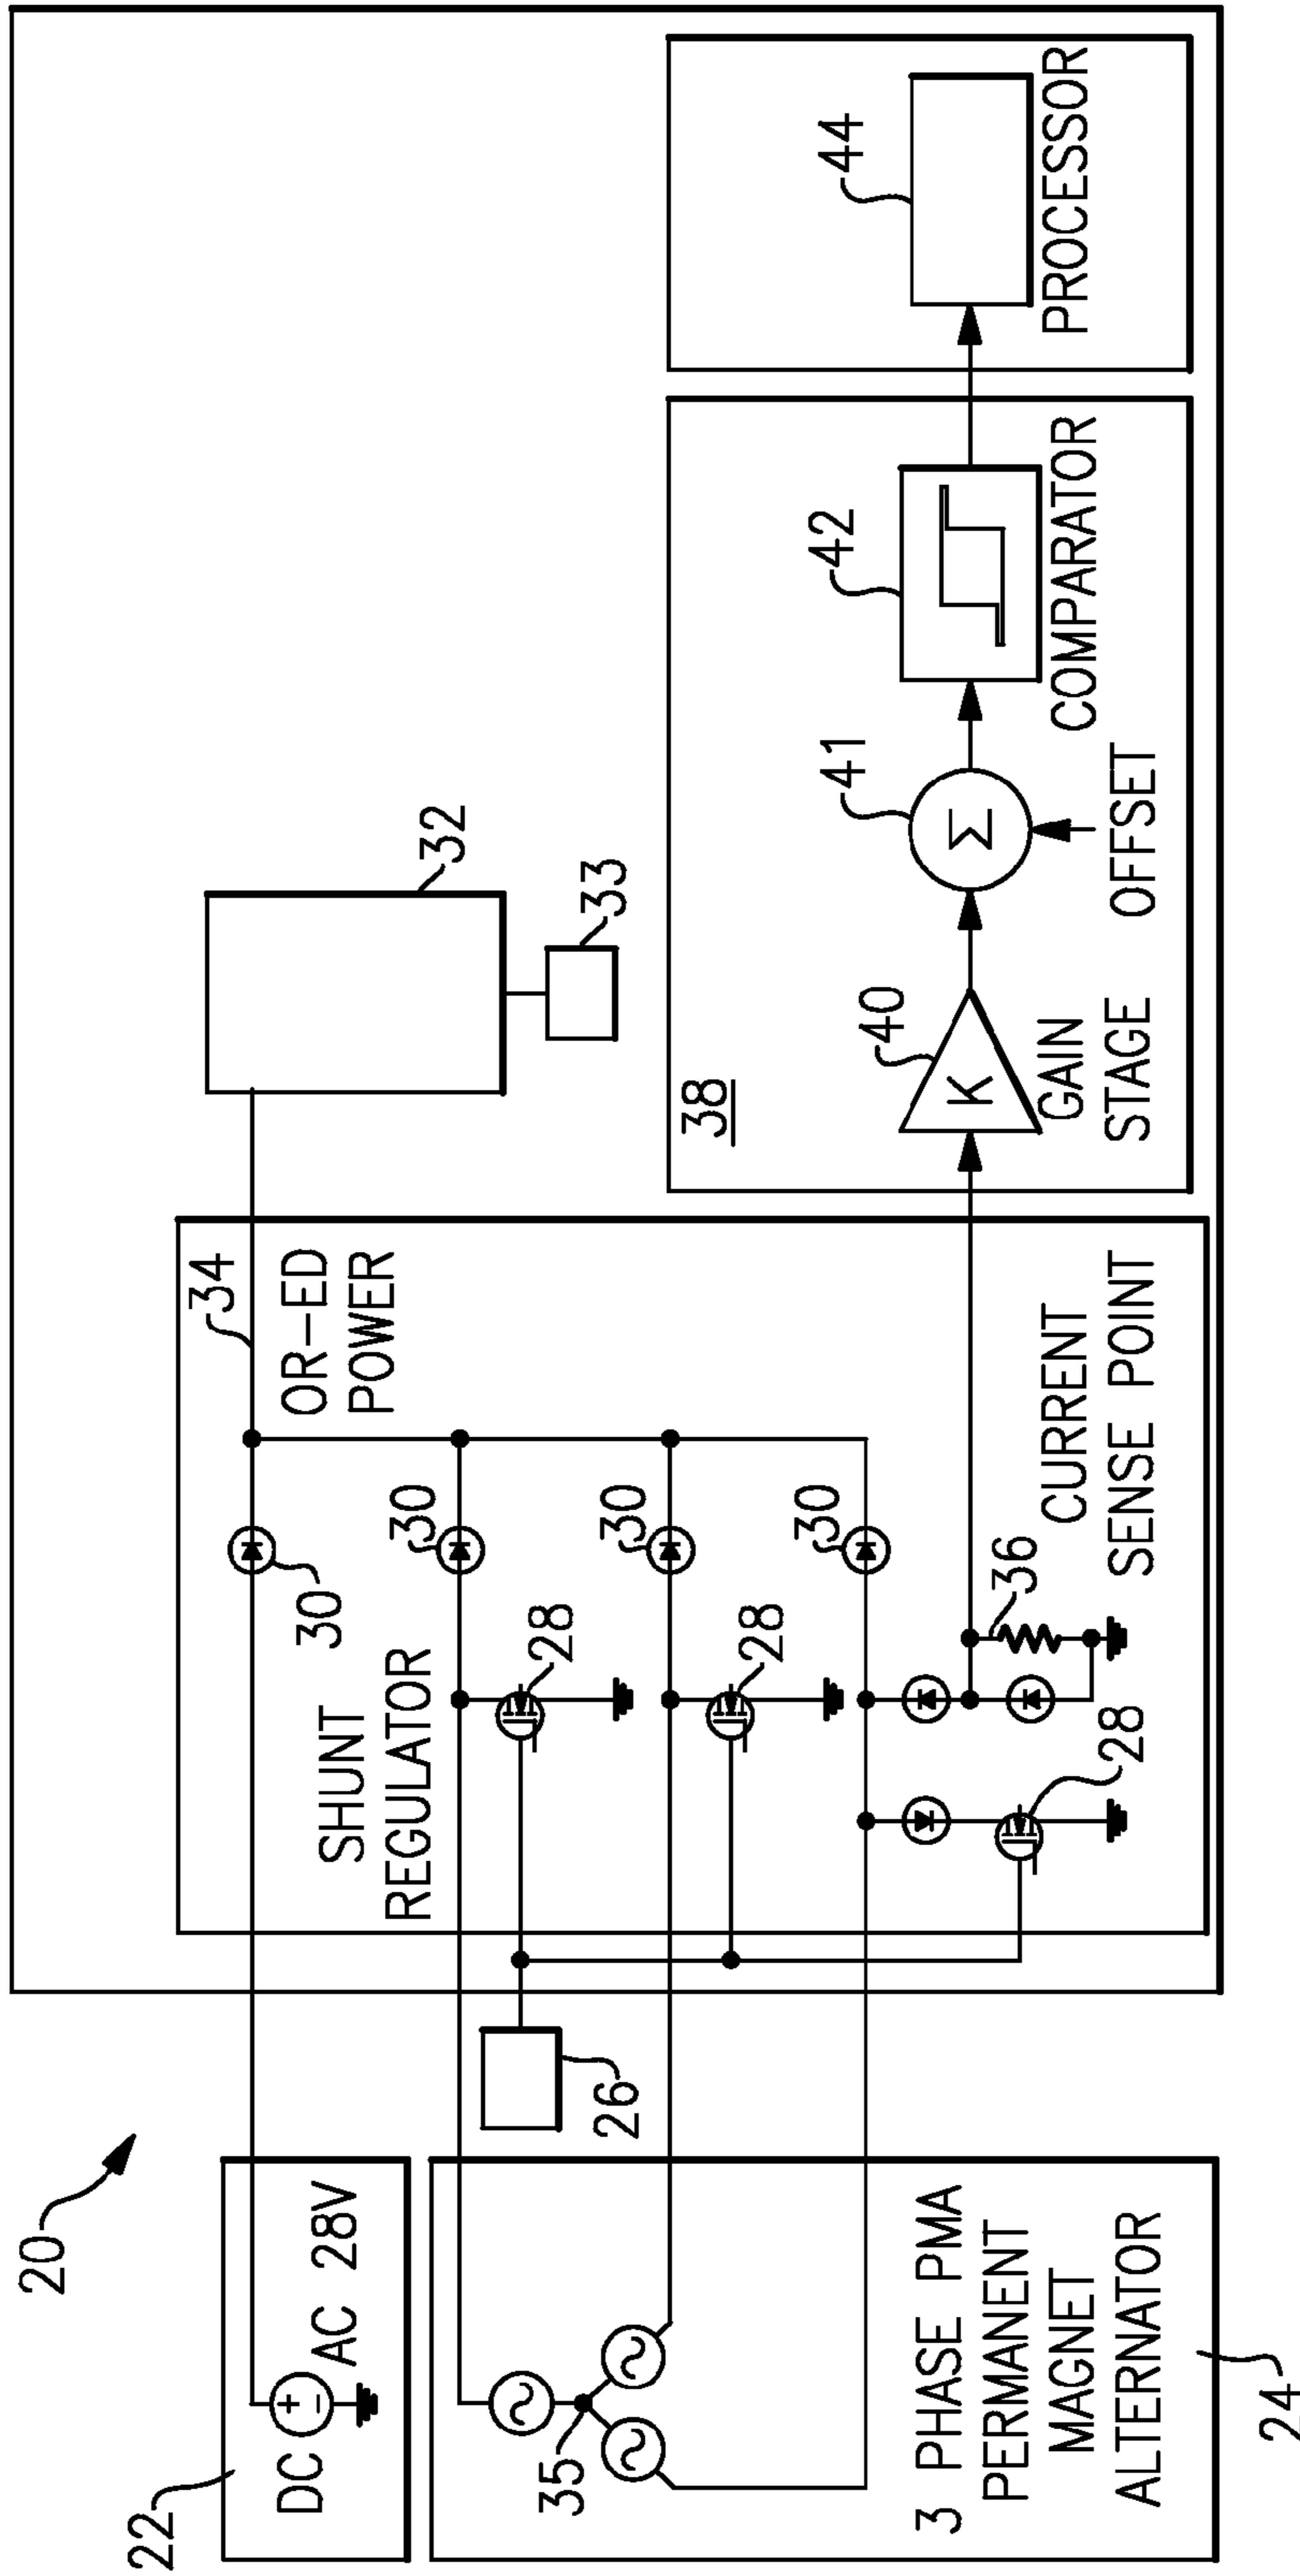 20
22
DC
AC 28V
35
3 PHASE PMA
PERMANENT
MAGNET
ALTERNATOR
24
26
SHUNT
REGULATOR
30
30
30
30
28
28
28
OR-ED
POWER
34
36
CURRENT
SENSE POINT
32
33
38
40
K
GAIN
STAGE
41
Σ
OFFSET
42
COMPARATOR
44
PROCESSOR